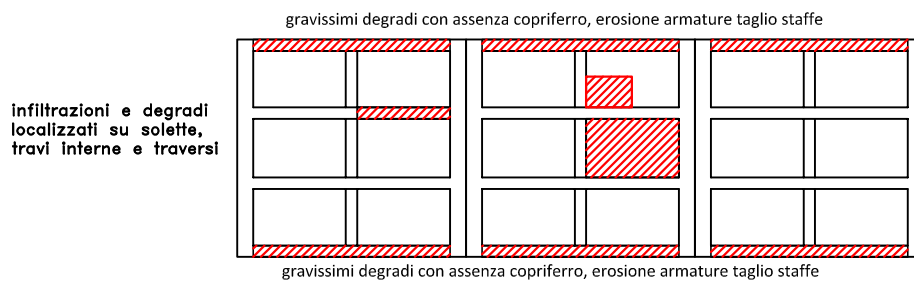 gravissimi degradi con assenza copriferro, erosione armature taglio staffe
infiltrazioni e degradi
localizzati su solette,
travi interne e traversi
gravissimi degradi con assenza copriferro, erosione armature taglio staffe